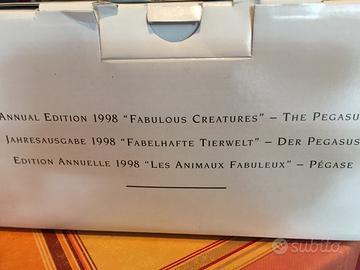 ANNUAL EDITION 1998 "FABULOUS CREATURES" – THE PEGASU
JAHRESAUSGABE 1998 "FABELHAFTE TIERWELT" – DER PEGASUS
EDITION ANNUELLE 1998 "LES ANIMAUX FABULEUX" – PÉGASE
subito